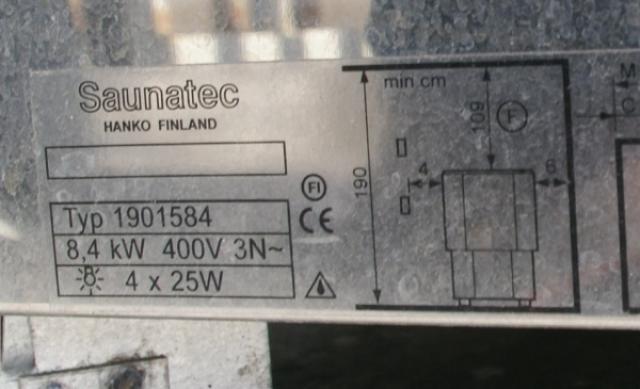 Saunatec
HANKO FINLAND
FI
Typ 1901584
CE
8,4 kW 400V 3N~
4 x 25W
min cm
190
109
F
4
6
M
C